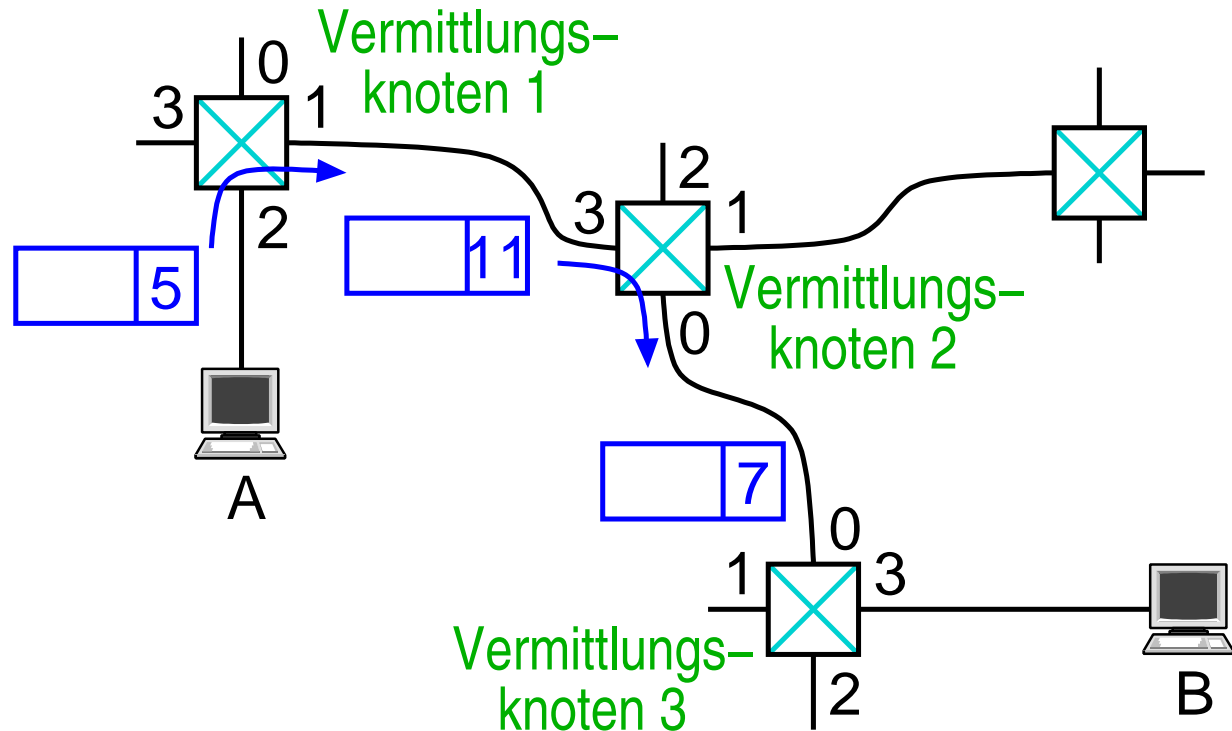 Vermittlungs–
knoten 1
0
3
1
2
5
11
2
3
1
0
Vermittlungs–
knoten 2
A
7
0
1
3
2
Vermittlungs–
knoten 3
B